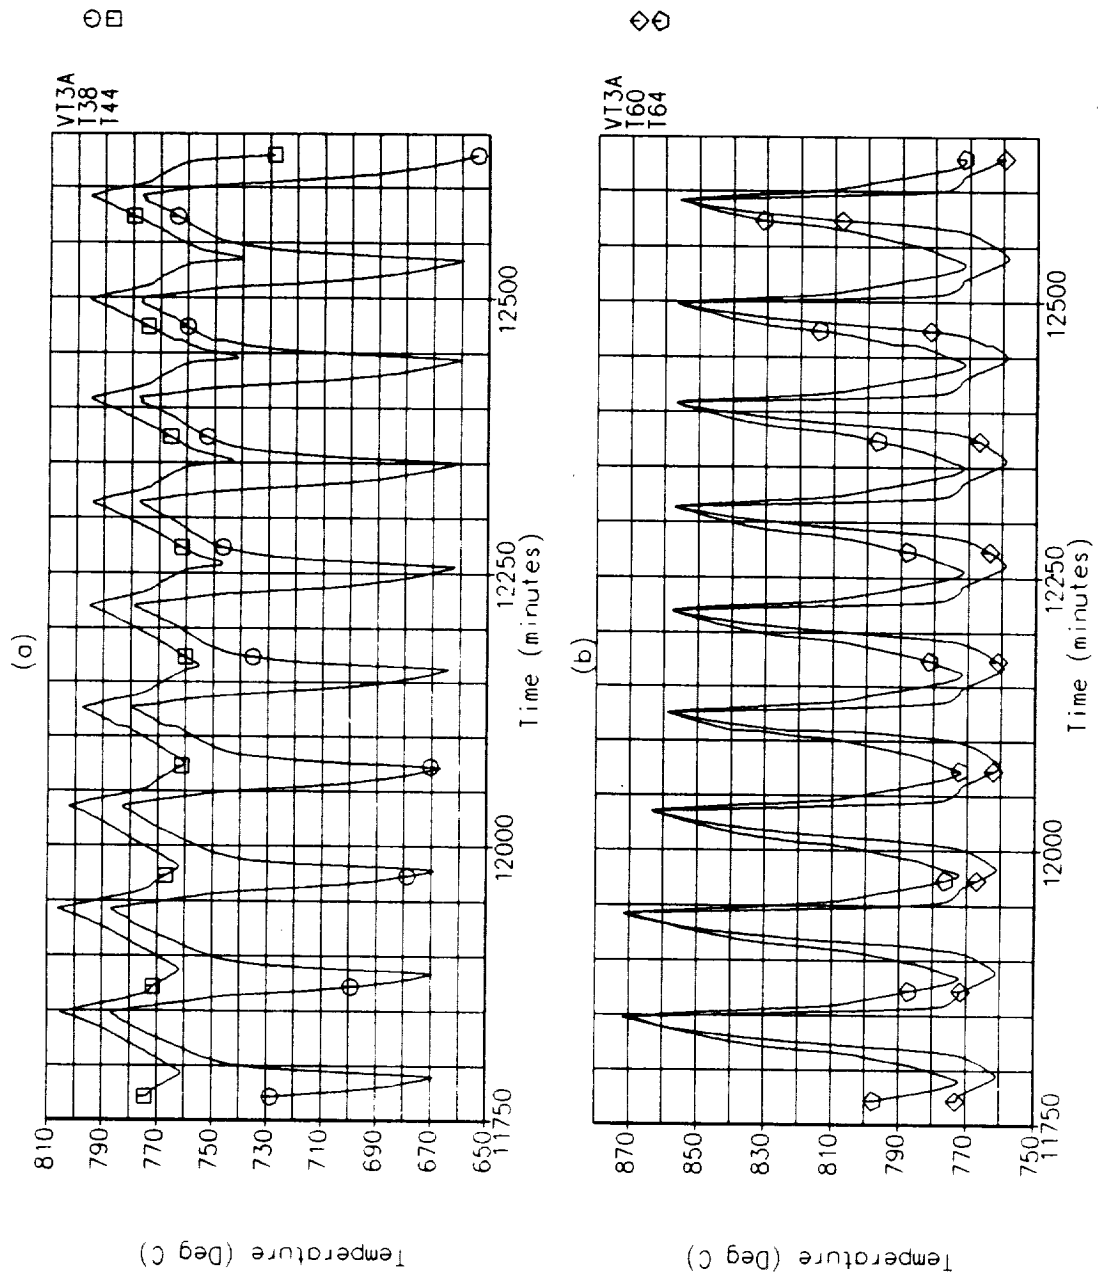 (a)
VT3A
T38
T44
810
790
770
750
730
710
690
670
650
11750
12000
12250
12500
Time (minutes)
Temperature (Deg C)
(b)
VT3A
T60
T64
870
850
830
810
790
770
750
11750
12000
12250
12500
Time (minutes)
Temperature (Deg C)